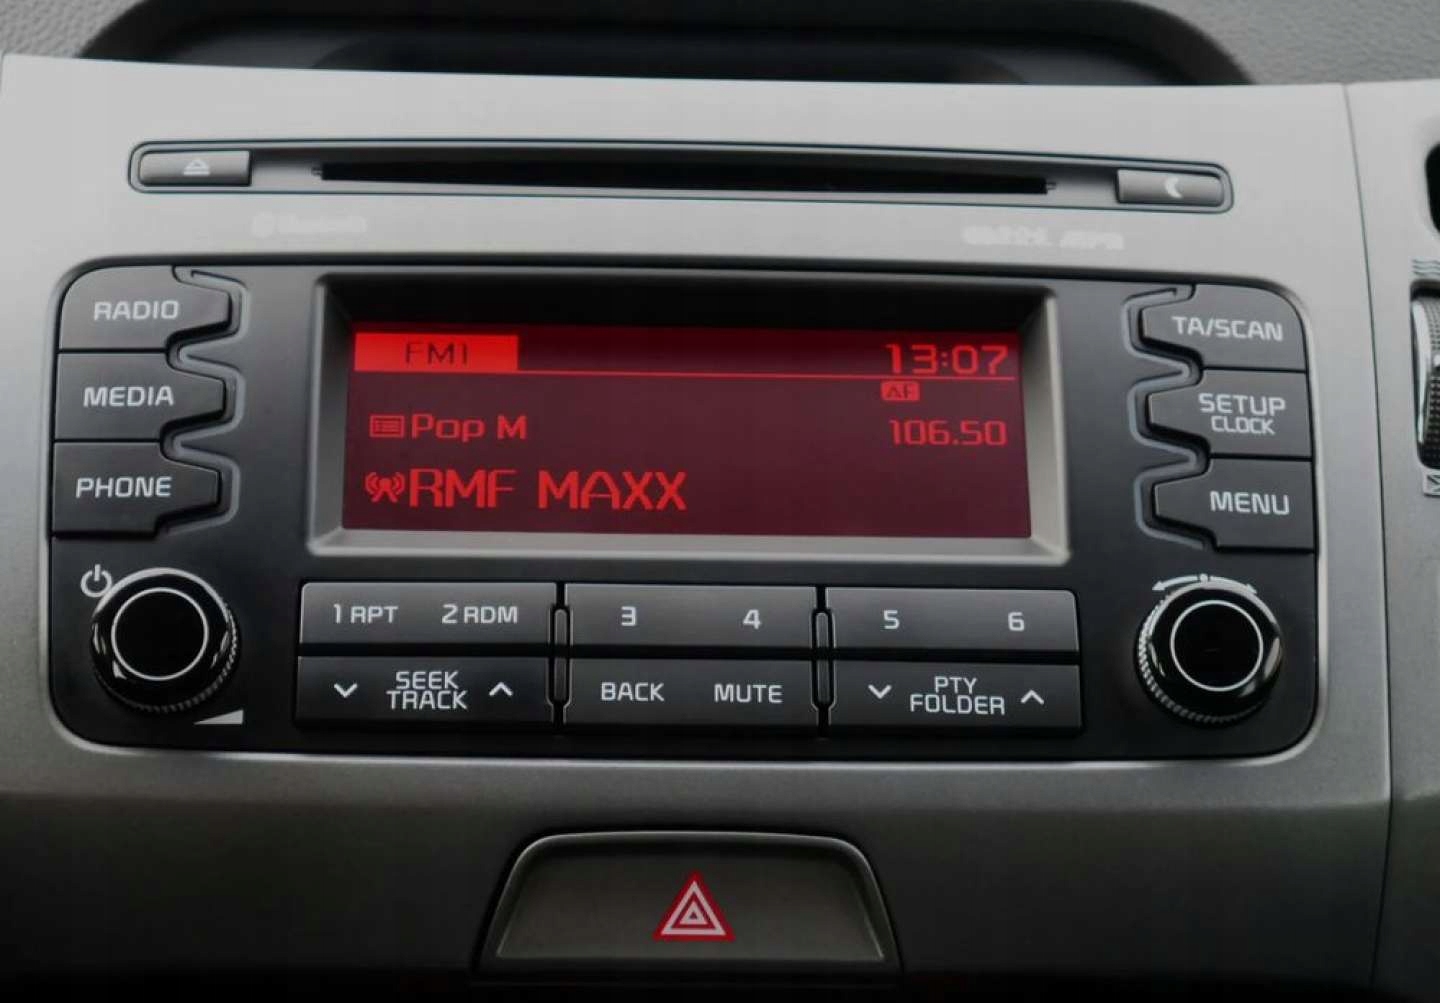 RADIO
MEDIA
PHONE
FM1
13:07
AF
Pop M
106.50
RMF MAXX
TA/SCAN
SETUP
CLOCK
MENU
1 RPT 2 RDM 3 4 5 6
SEEK
TRACK
BACK MUTE
PTY
FOLDER